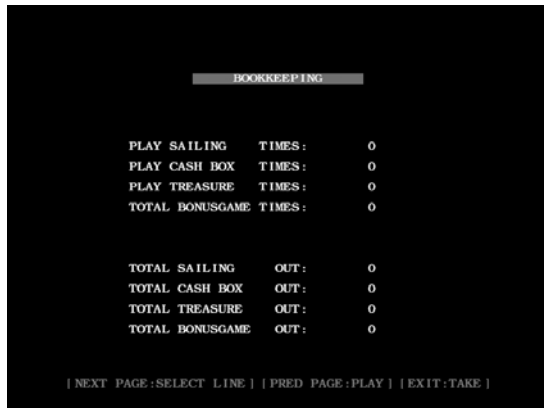 BOOKKEEPING
PLAY SAILING TIMES: 0
PLAY CASH BOX TIMES: 0
PLAY TREASURE TIMES: 0
TOTAL BONUSGAME TIMES: 0
TOTAL SAILING OUT: 0
TOTAL CASH BOX OUT: 0
TOTAL TREASURE OUT: 0
TOTAL BONUSGAME OUT: 0
[NEXT PAGE:SELECT LINE] [PRED PAGE:PLAY] [EXIT:TAKE]